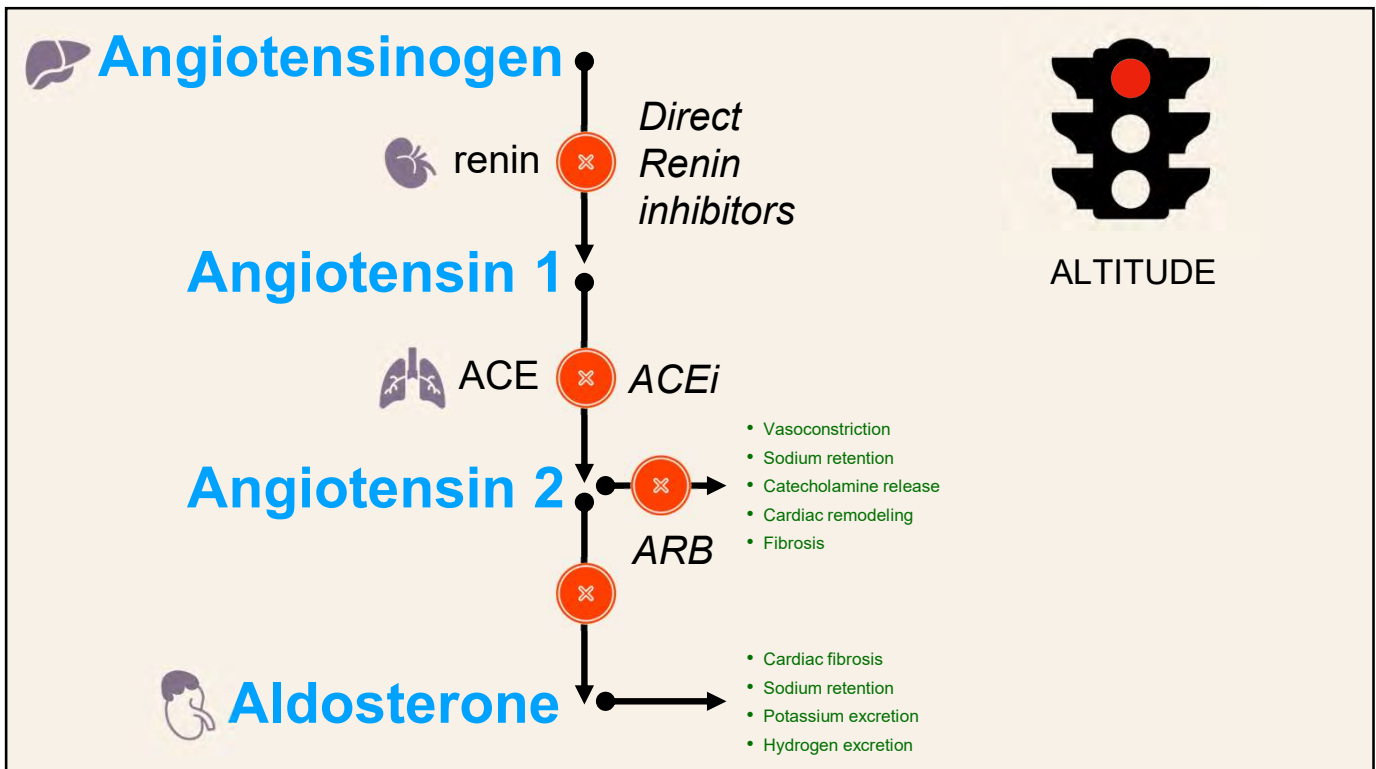 Angiotensinogen
Direct
Renin
inhibitors
renin
Angiotensin 1
ALTITUDE
ACE
ACEi
• Vasoconstriction
• Sodium retention
• Catecholamine release
• Cardiac remodeling
• Fibrosis
Angiotensin 2
ARB
• Cardiac fibrosis
• Sodium retention
• Potassium excretion
• Hydrogen excretion
Aldosterone